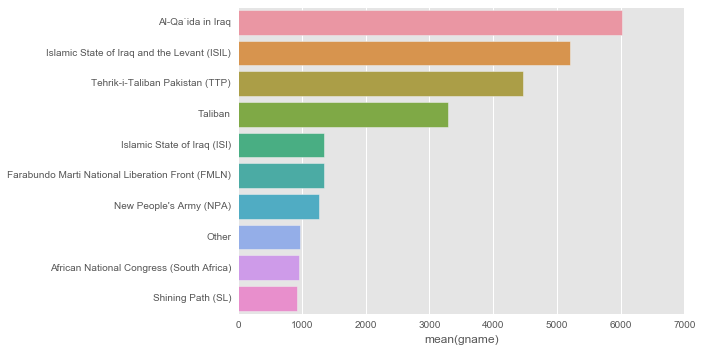 Al-Qa`ida in Iraq
Islamic State of Iraq and the Levant (ISIL)
Tehrik-i-Taliban Pakistan (TTP)
Taliban
Islamic State of Iraq (ISI)
Farabundo Marti National Liberation Front (FMLN)
New People's Army (NPA)
Other
African National Congress (South Africa)
Shining Path (SL)
0 1000 2000 3000 4000 5000 6000 7000
mean(gname)